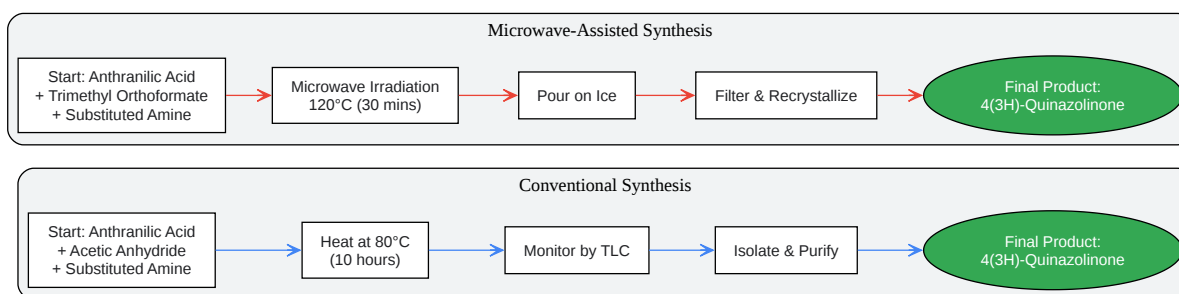 Microwave-Assisted Synthesis
Start: Anthranilic Acid
+ Trimethyl Orthoformate
+ Substituted Amine
Microwave Irradiation
120°C (30 mins)
Pour on Ice
Filter & Recrystallize
Final Product:
4(3H)-Quinazolinone
Conventional Synthesis
Start: Anthranilic Acid
+ Acetic Anhydride
+ Substituted Amine
Heat at 80°C
(10 hours)
Monitor by TLC
Isolate & Purify
Final Product:
4(3H)-Quinazolinone